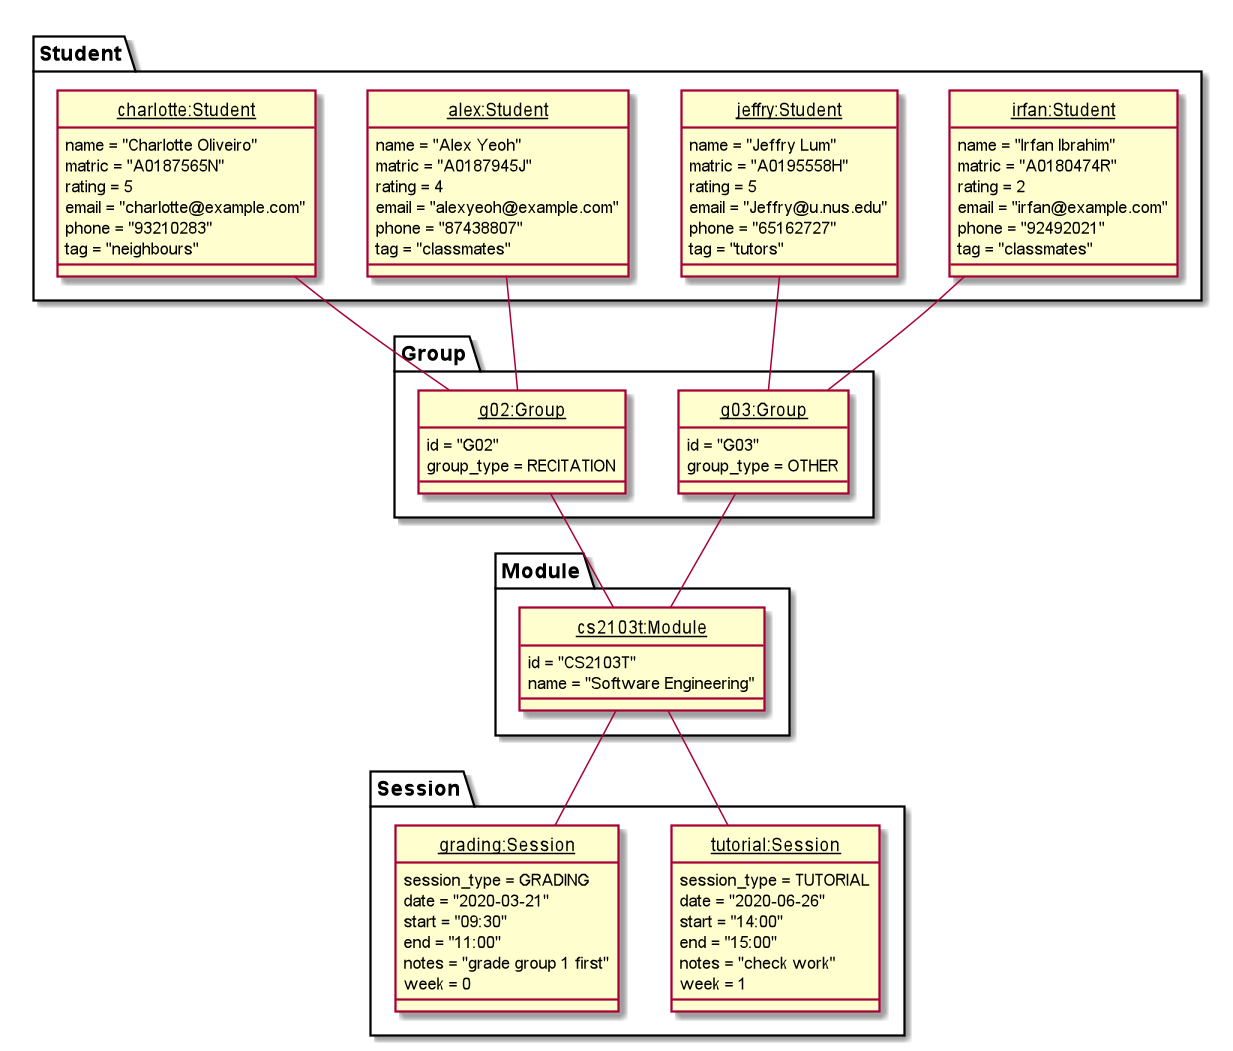 Student
charlotte:Student
name = "Charlotte Oliveiro"
matric = "A0187565N"
rating = 5
email = "charlotte@example.com"
phone = "93210283"
tag = "neighbours"
alex:Student
name = "Alex Yeoh"
matric = "A0187945J"
rating = 4
email = "alexyeoh@example.com"
phone = "87438807"
tag = "classmates"
jeffry:Student
name = "Jeffry Lum"
matric = "A0195558H"
rating = 5
email = "Jeffry@u.nus.edu"
phone = "65162727"
tag = "tutors"
irfan:Student
name = "Irfan Ibrahim"
matric = "A0180474R"
rating = 2
email = "irfan@example.com"
phone = "92492021"
tag = "classmates"
Group
g02:Group
id = "G02"
group_type = RECITATION
g03:Group
id = "G03"
group_type = OTHER
Module
cs2103t:Module
id = "CS2103T"
name = "Software Engineering"
Session
grading:Session
session_type = GRADING
date = "2020-03-21"
start = "09:30"
end = "11:00"
notes = "grade group 1 first"
week = 0
tutorial:Session
session_type = TUTORIAL
date = "2020-06-26"
start = "14:00"
end = "15:00"
notes = "check work"
week = 1